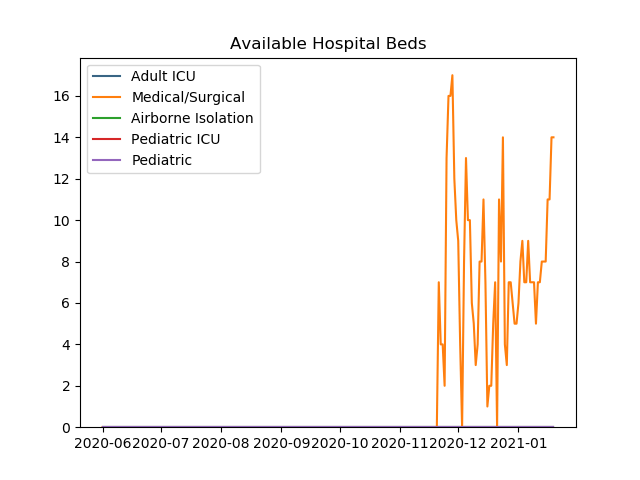 Available Hospital Beds
Adult ICU
Medical/Surgical
Airborne Isolation
Pediatric ICU
Pediatric
16
14
12
10
8
6
4
2
0
2020-06 2020-07 2020-08 2020-09 2020-10 2020-11 2020-12 2021-01